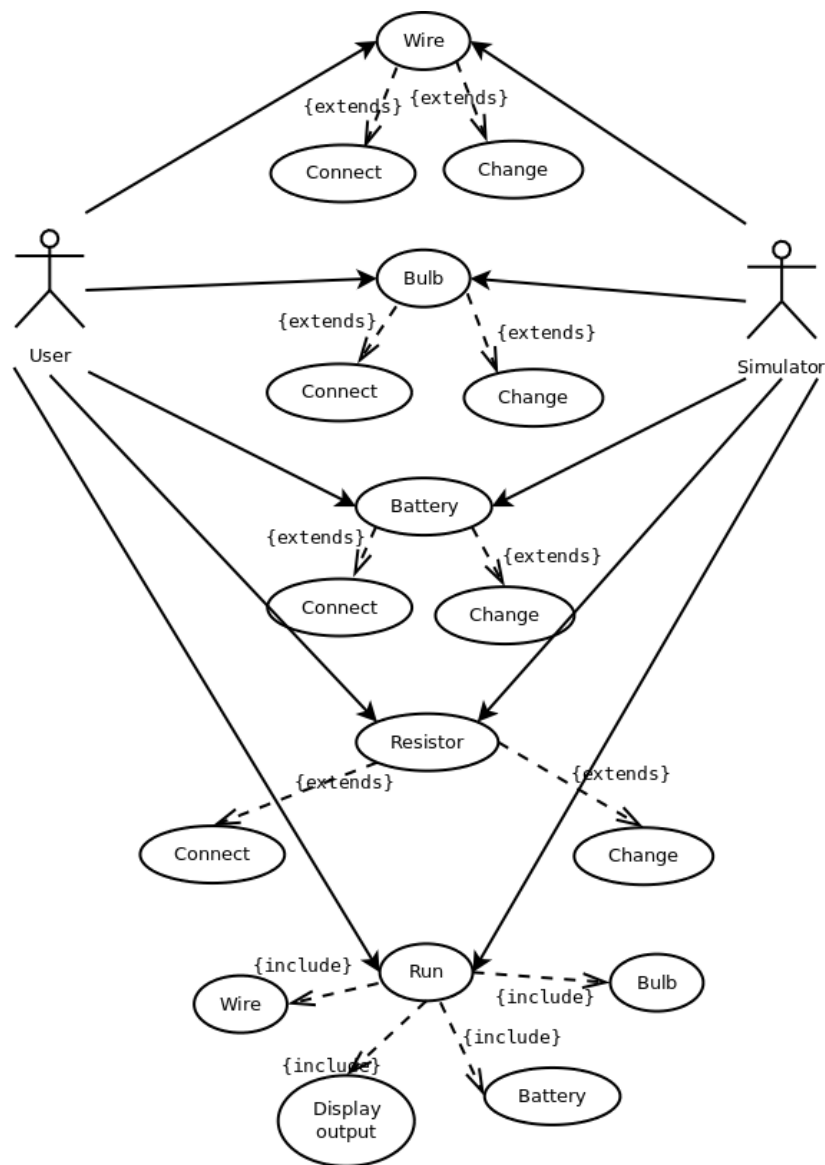 Wire
{extends}
{extends}
Connect
Change
Bulb
{extends}
{extends}
User
Simulator
Connect
Change
Battery
{extends}
{extends}
Connect
Change
Resistor
{extends}
{extends}
Connect
Change
Run
{include}
Bulb
Wire
{include}
{include}
{include}
Battery
Display
output